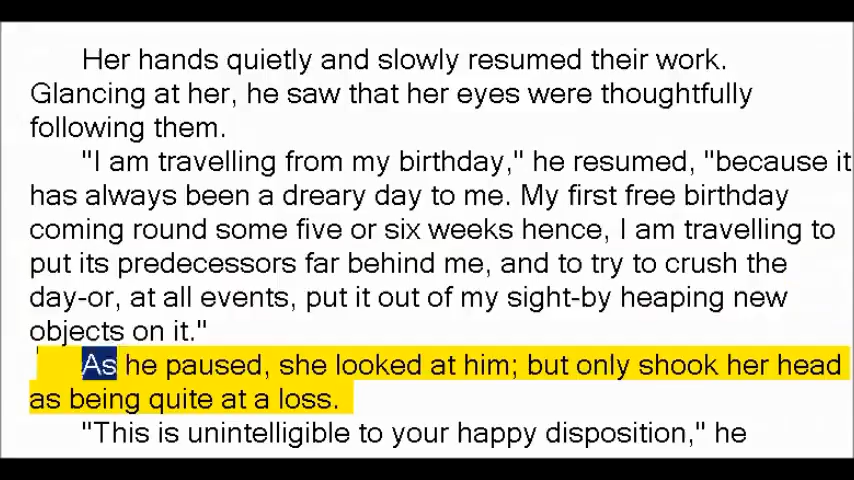 Her hands quietly and slowly resumed their work.
Glancing at her, he saw that her eyes were thoughtfully
following them.
"I am travelling from my birthday," he resumed, "because it
has always been a dreary day to me. My first free birthday
coming round some five or six weeks hence, I am travelling to
put its predecessors far behind me, and to try to crush the
day-or, at all events, put it out of my sight-by heaping new
objects on it."
As he paused, she looked at him; but only shook her head
as being quite at a loss.
"This is unintelligible to your happy disposition," he